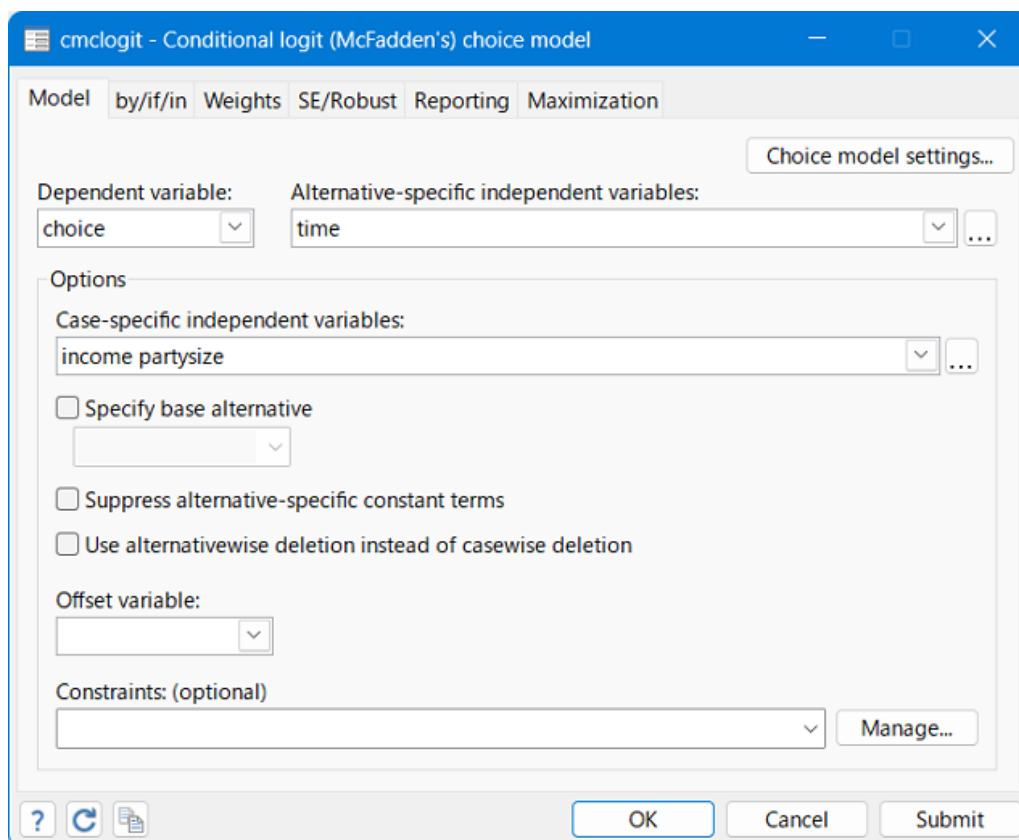 cmclogit - Conditional logit (McFadden's) choice model
Model by/if/in Weights SE/Robust Reporting Maximization
Choice model settings...
Dependent variable: Alternative-specific independent variables:
choice time ...
Options
Case-specific independent variables:
income partysize ...
Specify base alternative
Suppress alternative-specific constant terms
Use alternativewise deletion instead of casewise deletion
Offset variable:
Constraints: (optional)
Manage...
? OK Cancel Submit